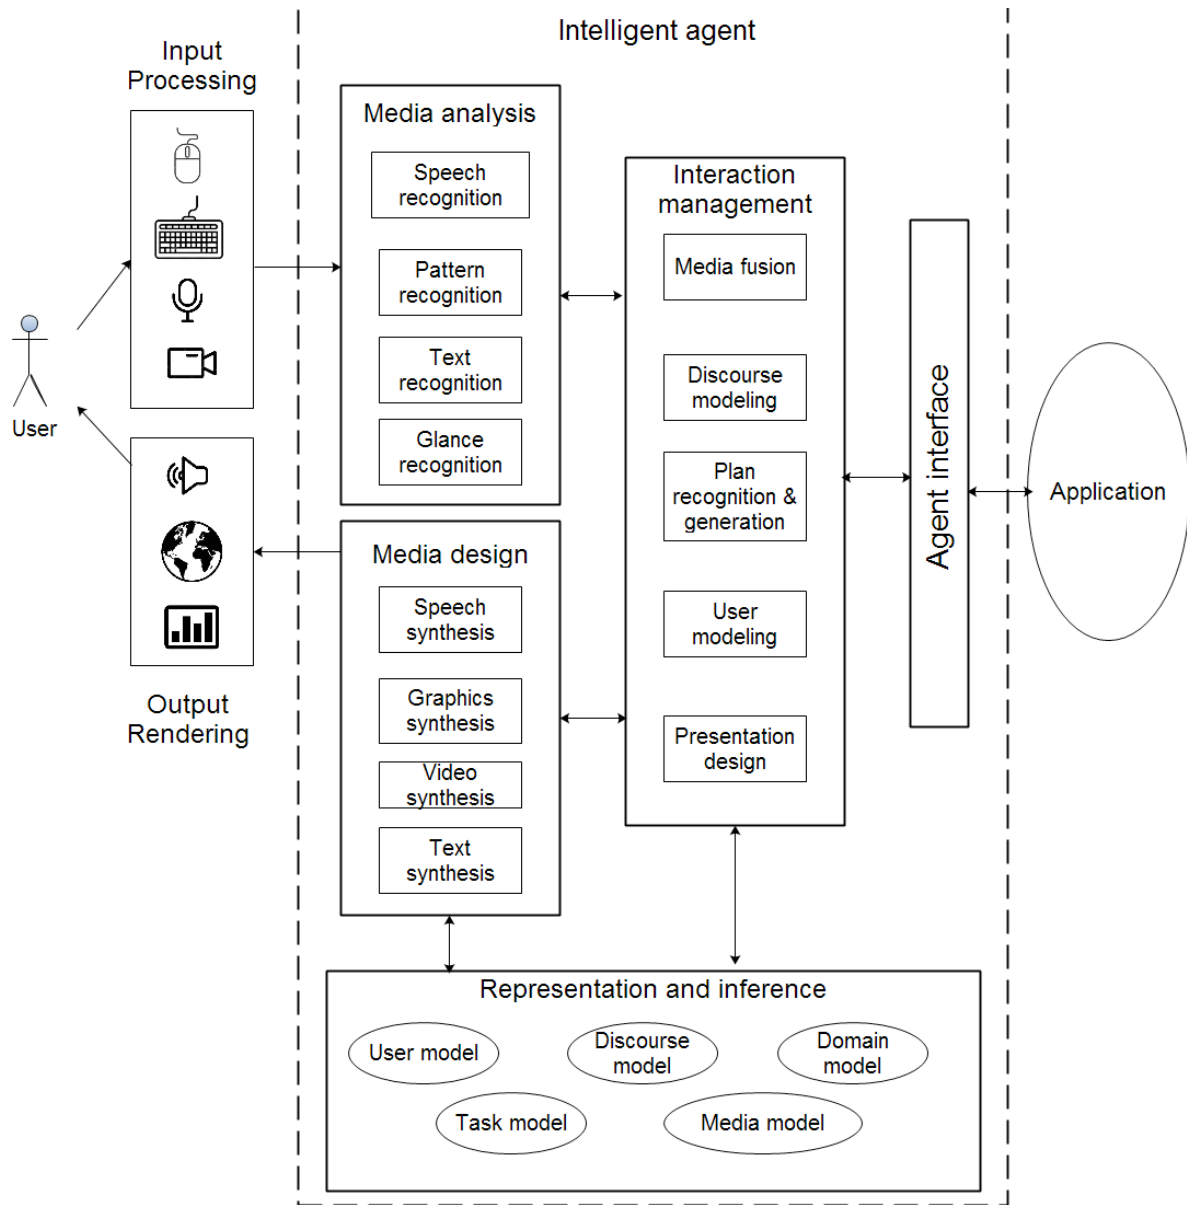 Intelligent agent
Input
Processing
User
Output
Rendering
Media analysis
Speech
recognition
Pattern
recognition
Text
recognition
Glance
recognition
Media design
Speech
synthesis
Graphics
synthesis
Video
synthesis
Text
synthesis
Interaction
management
Media fusion
Discourse
modeling
Plan
recognition &
generation
User
modeling
Presentation
design
Agent interface
Application
Representation and inference
User model
Discourse
model
Domain
model
Task model
Media model